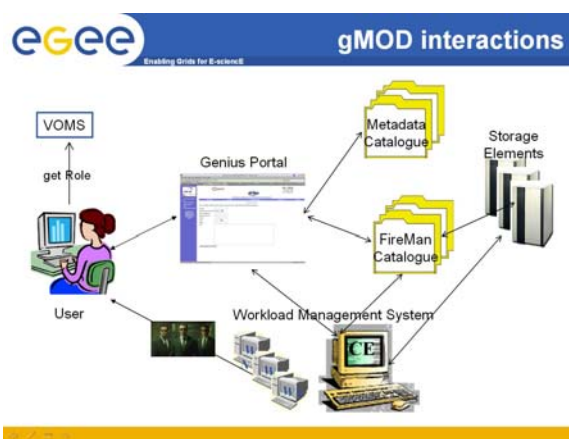 egee
Enabling Grids for E-sciencE
gMOD interactions
VOMS
get Role
User
Genius Portal
Metadata
Catalogue
FireMan
Catalogue
Storage
Elements
Workload Management System
CE